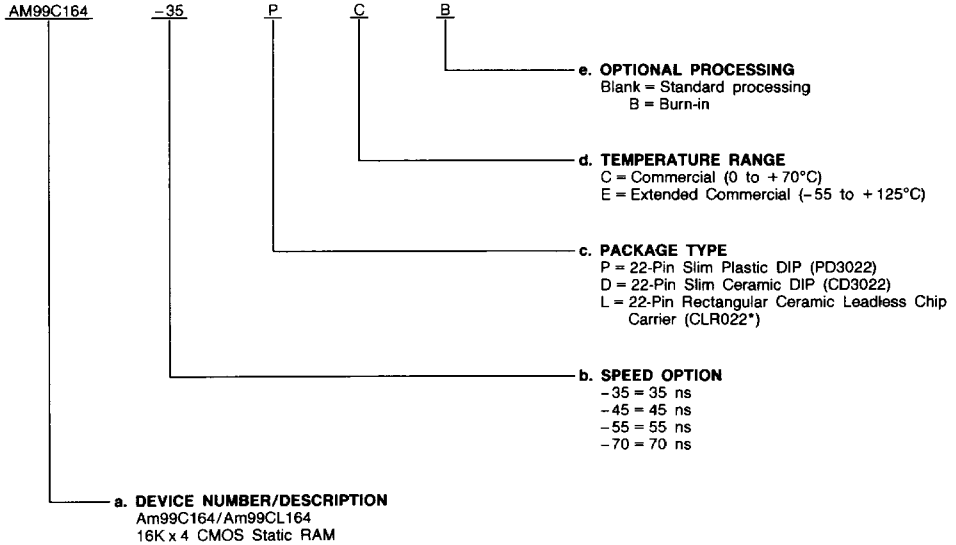 AM99C164 –35 P C B
e. OPTIONAL PROCESSING
Blank = Standard processing
B = Burn-in
d. TEMPERATURE RANGE
C = Commercial (0 to +70°C)
E = Extended Commercial (–55 to +125°C)
c. PACKAGE TYPE
P = 22-Pin Slim Plastic DIP (PD3022)
D = 22-Pin Slim Ceramic DIP (CD3022)
L = 22-Pin Rectangular Ceramic Leadless Chip
Carrier (CLR022*)
b. SPEED OPTION
–35 = 35 ns
–45 = 45 ns
–55 = 55 ns
–70 = 70 ns
a. DEVICE NUMBER/DESCRIPTION
Am99C164/Am99CL164
16K x 4 CMOS Static RAM